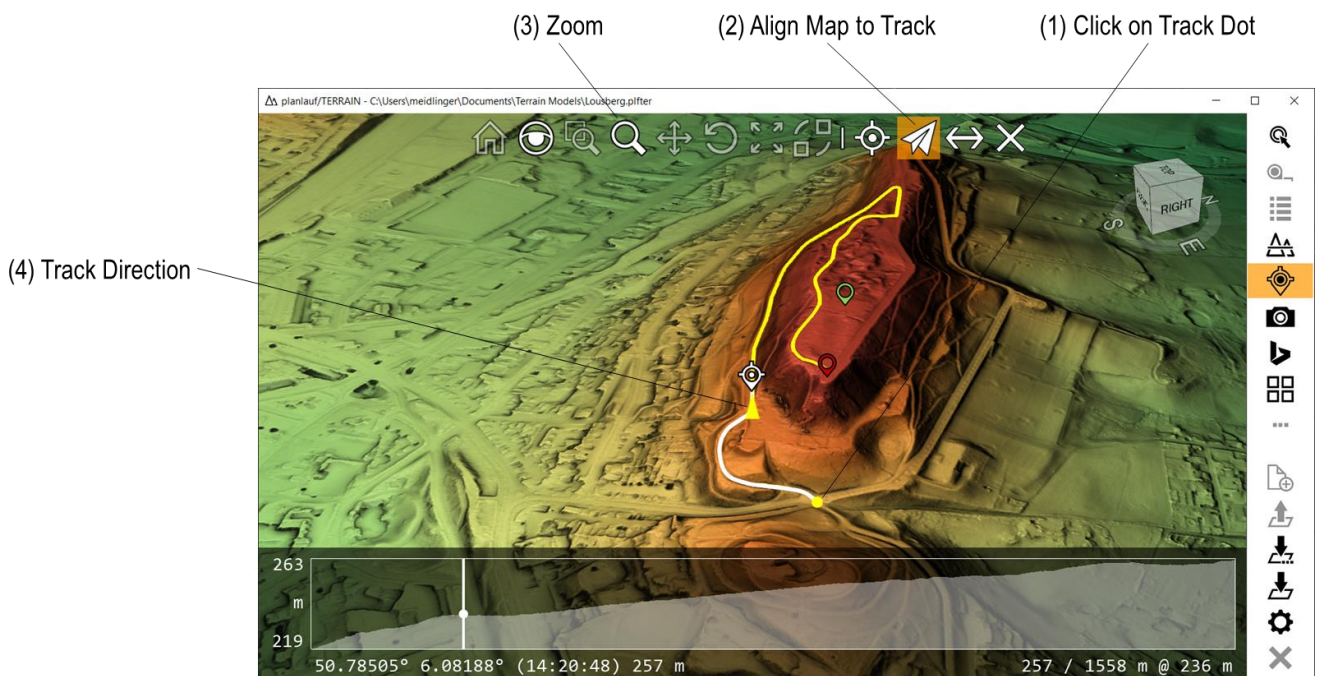 (3) Zoom
(2) Align Map to Track
(1) Click on Track Dot
planlauf/TERRAIN - C:\Users\meidlinger\Documents\Terrain Models\Lousberg.plfter
TOP
RIGHT
S
N
E
(4) Track Direction
263
m
219
50.78505° 6.08188° (14:20:48) 257 m
257 / 1558 m @ 236 m